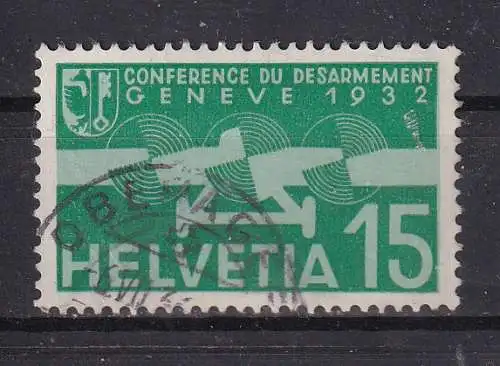 CONFERENCE DU DESARMEMENT
GENEVE 1932
HELVETIA 15